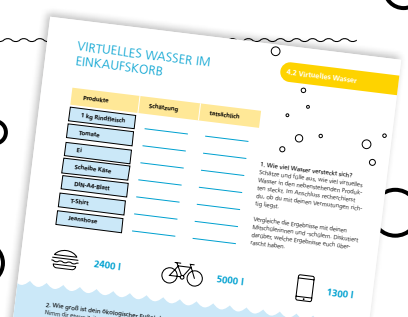 VIRTUELLES WASSER IM
EINKAUFSKORB
4.2 Virtuelles Wasser
Produkte Schätzung tatsächlich
1 kg Rindfleisch
Tomate
Ei
Scheibe Käse
DIN-A4-Blatt
T-Shirt
Jeanshose
1. Wie viel Wasser versteckt sich?
Schätze und fülle aus, wie viel virtuelles
Wasser in den nebenstehenden Produk-
ten steckt. Im Anschluss recherchierst
du, ob du mit deinen Vermutungen rich-
tig liegst.
Vergleiche die Ergebnisse mit deinen
Mitschülerinnen und -schülern. Diskutiert
darüber, welche Ergebnisse euch über-
rascht haben.
2400 l
5000 l
1300 l
2. Wie groß ist dein ökologischer